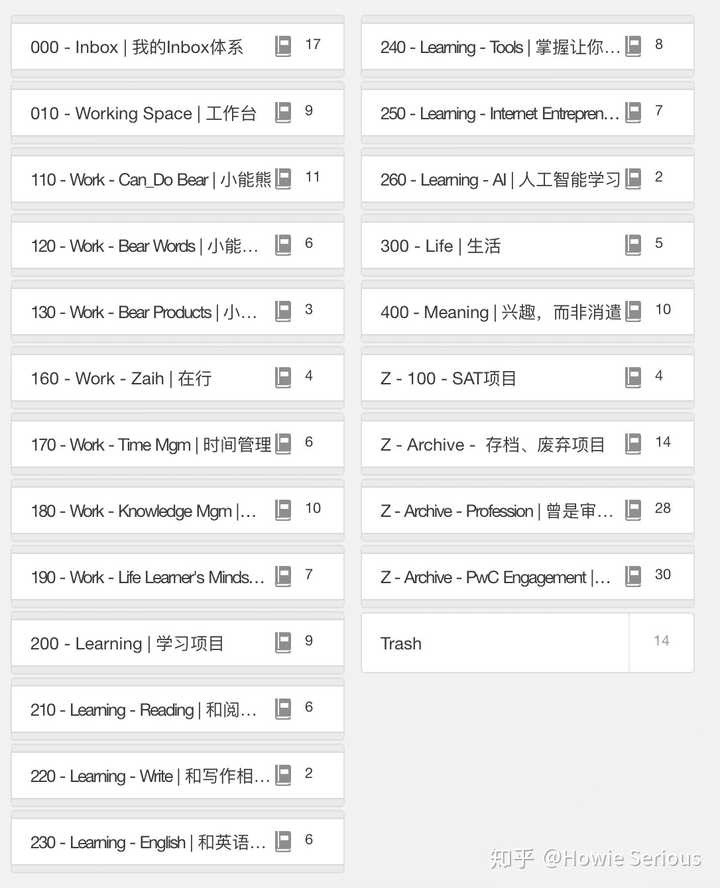 000 - Inbox | 我的Inbox体系 17
010 - Working Space | 工作台 9
110 - Work - Can_Do Bear | 小能熊 11
120 - Work - Bear Words | 小能… 6
130 - Work - Bear Products | 小… 3
160 - Work - Zaih | 在行 4
170 - Work - Time Mgm | 时间管理 6
180 - Work - Knowledge Mgm |… 10
190 - Work - Life Learner's Minds… 7
200 - Learning | 学习项目 9
210 - Learning - Reading | 和阅… 6
220 - Learning - Write | 和写作相… 2
230 - Learning - English | 和英语… 6
240 - Learning - Tools | 掌握让你… 8
250 - Learning - Internet Entrepren… 7
260 - Learning - AI | 人工智能学习 2
300 - Life | 生活 5
400 - Meaning | 兴趣，而非消遣 10
Z - 100 - SAT项目 4
Z - Archive - 存档、废弃项目 14
Z - Archive - Profession | 曾是审… 28
Z - Archive - PwC Engagement |… 30
Trash 14
知乎 @Howie Serious